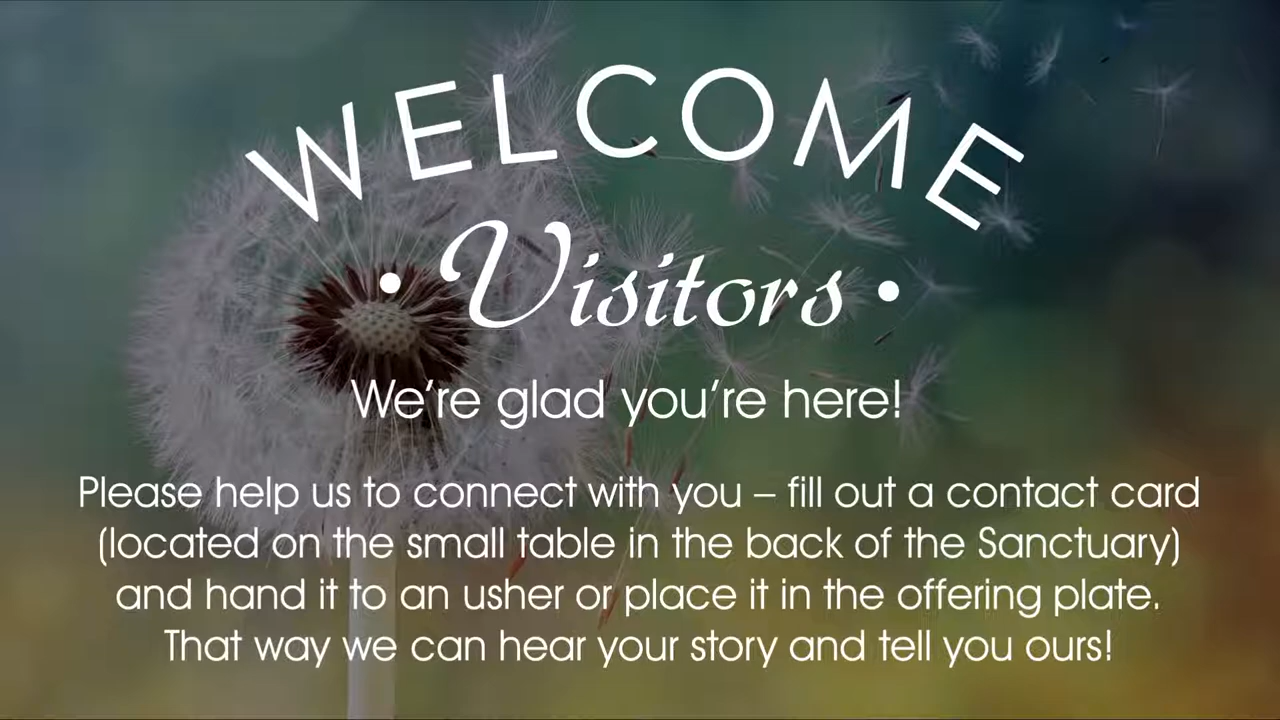 WELCOME
• Visitors •
We're glad you're here!
Please help us to connect with you – fill out a contact card
(located on the small table in the back of the Sanctuary)
and hand it to an usher or place it in the offering plate.
That way we can hear your story and tell you ours!